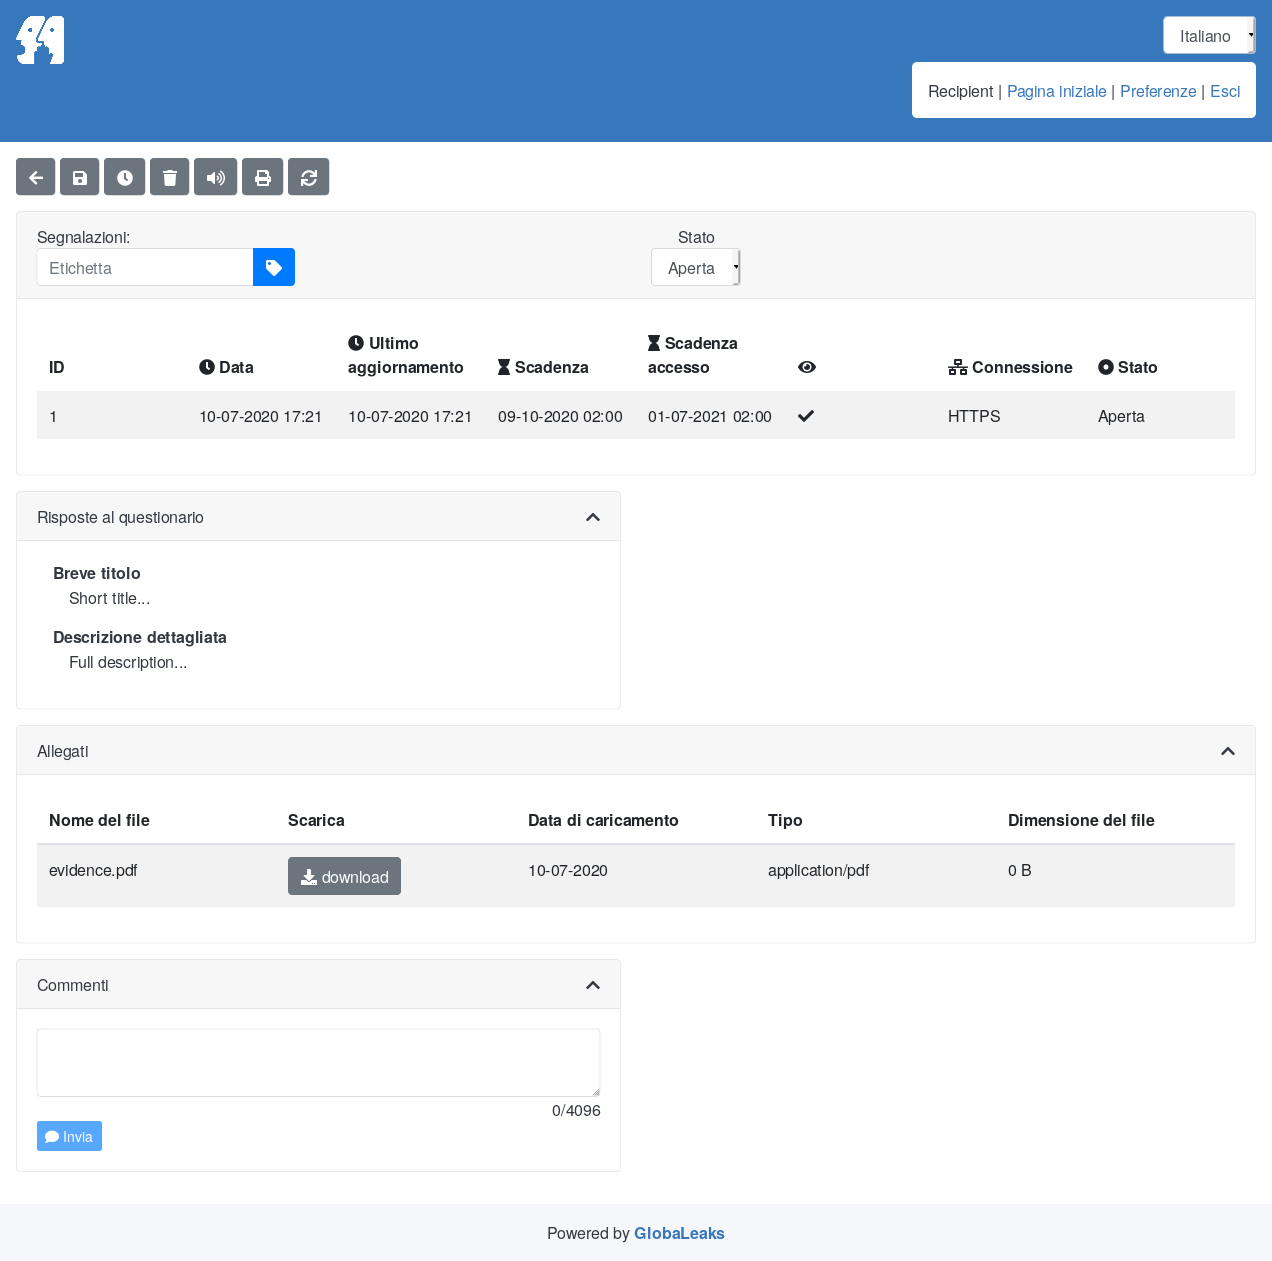 Italiano
Recipient | Pagina iniziale | Preferenze | Esci
Segnalazioni:
Stato
Etichetta
Aperta
ID
Data
Ultimo aggiornamento
Scadenza
Scadenza accesso
Connessione
Stato
1
10-07-2020 17:21
10-07-2020 17:21
09-10-2020 02:00
01-07-2021 02:00
HTTPS
Aperta
Risposte al questionario
Breve titolo
Short title...
Descrizione dettagliata
Full description...
Allegati
Nome del file
Scarica
Data di caricamento
Tipo
Dimensione del file
evidence.pdf
download
10-07-2020
application/pdf
0 B
Commenti
0/4096
Invia
Powered by GlobaLeaks